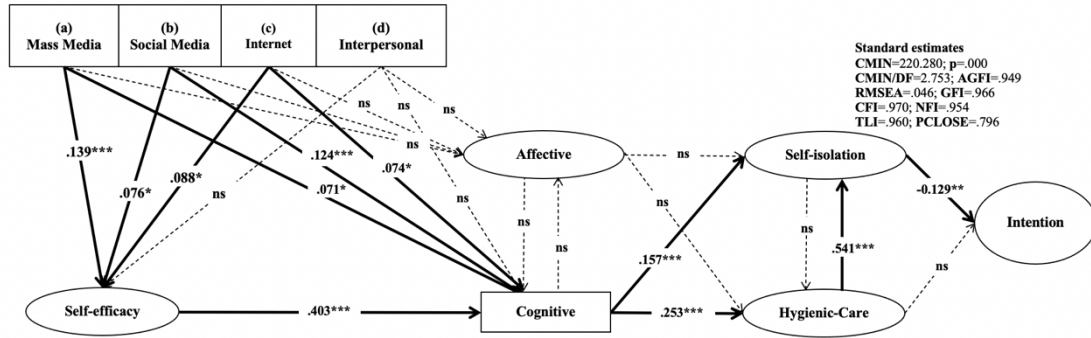 (a)
Mass Media
(b)
Social Media
(c)
Internet
(d)
Interpersonal
Standard estimates
CMIN=220.280; p=.000
CMIN/DF=2.753; AGFI=.949
RMSEA=.046; GFI=.966
CFI=.970; NFI=.954
TLI=.960; PCLOSE=.796
ns
ns
ns
ns
Affective
ns
Self-isolation
.139***
.124***
.074*
.076*
.088*
ns
.071*
-0.129**
ns
ns
ns
ns
ns
Intention
.157***
.541***
ns
Self-efficacy
.403***
Cognitive
.253***
Hygienic-Care